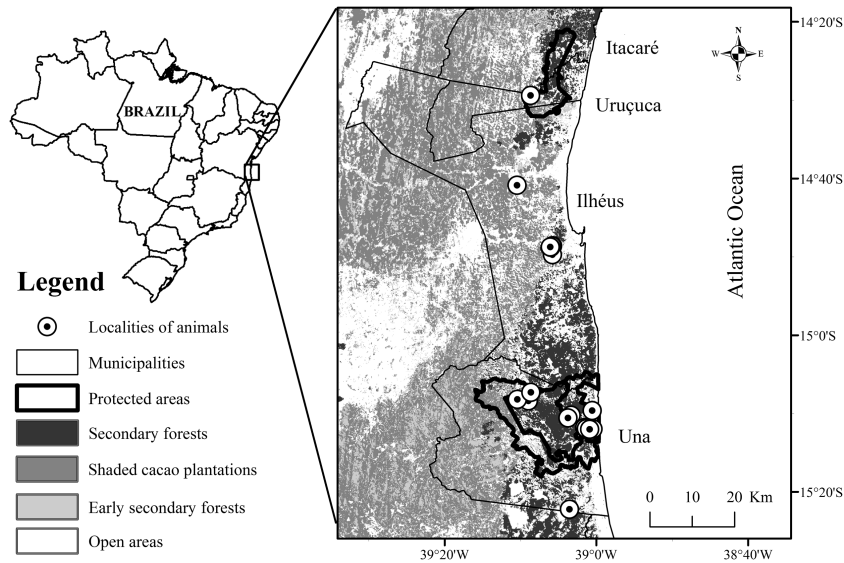 BRAZIL
Legend
Localities of animals
Municipalities
Protected areas
Secondary forests
Shaded cacao plantations
Early secondary forests
Open areas
Itacaré
Uruçuca
Ilhéus
Una
Atlantic Ocean
N
W E
S
0 10 20 Km
14°20'S
14°40'S
15°0'S
15°20'S
39°20'W 39°0'W 38°40'W